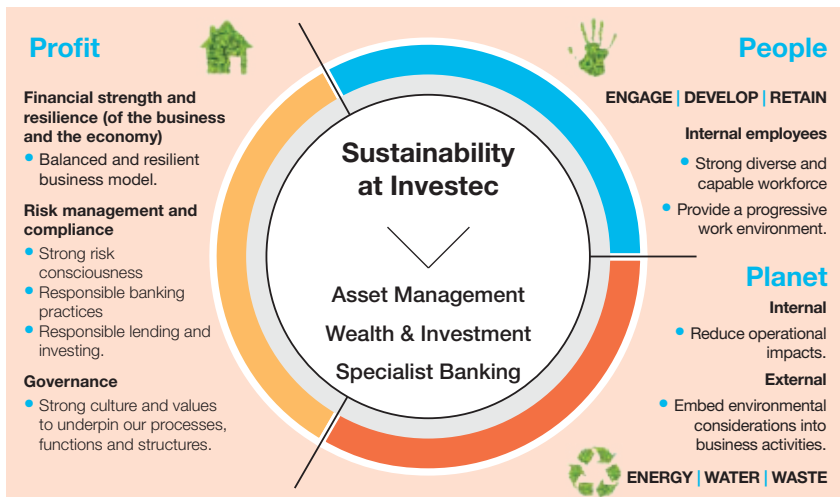 Profit
Financial strength and
resilience (of the business
and the economy)
• Balanced and resilient
business model.
Risk management and
compliance
• Strong risk
consciousness
• Responsible banking
practices
• Responsible lending and
investing.
Governance
• Strong culture and values
to underpin our processes,
functions and structures.
Sustainability
at Investec
Asset Management
Wealth & Investment
Specialist Banking
People
ENGAGE | DEVELOP | RETAIN
Internal employees
• Strong diverse and
capable workforce
• Provide a progressive
work environment.
Planet
Internal
• Reduce operational
impacts.
External
• Embed environmental
considerations into
business activities.
ENERGY | WATER | WASTE